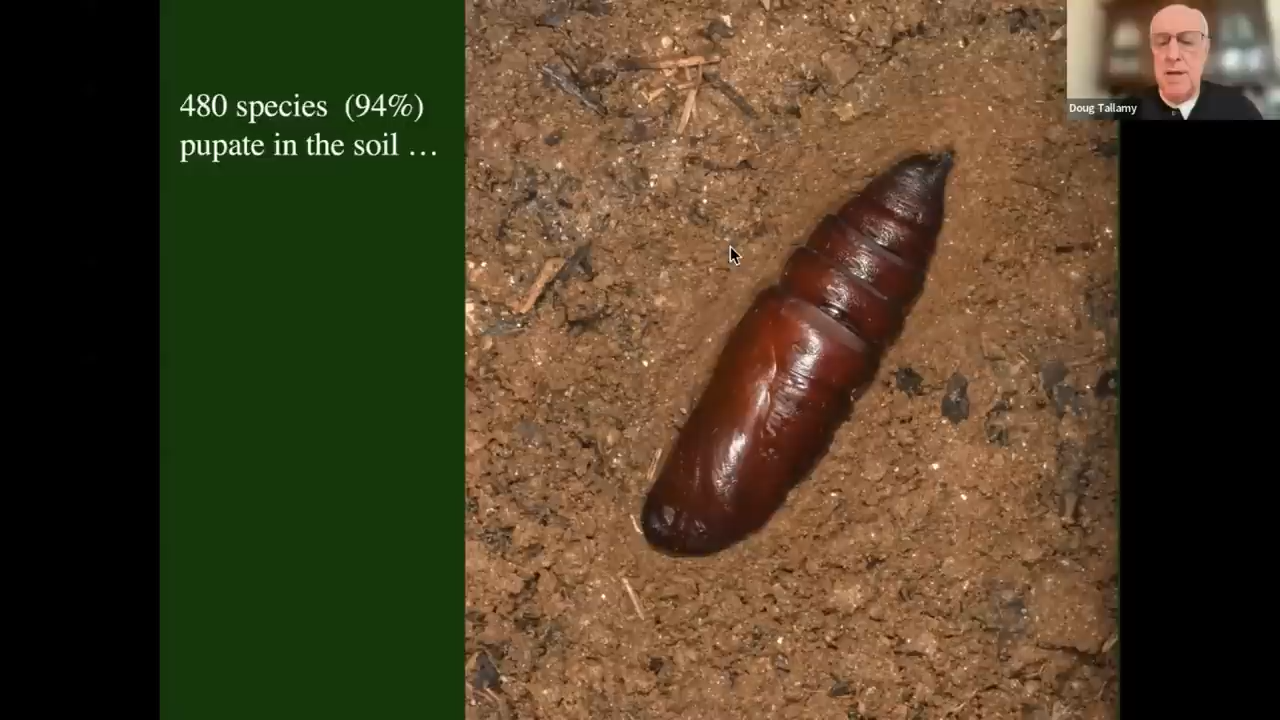 480 species (94%)
pupate in the soil …
Doug Tallamy